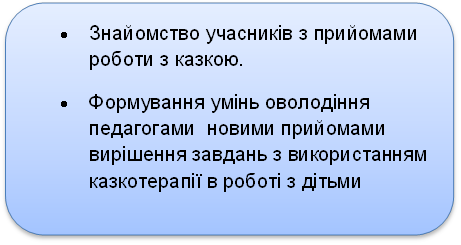 • Знайомство учасників з прийомами
роботи з казкою.
• Формування умінь оволодіння
педагогами  новими прийомами
вирішення завдань з використанням
казкотерапії в роботі з дітьми